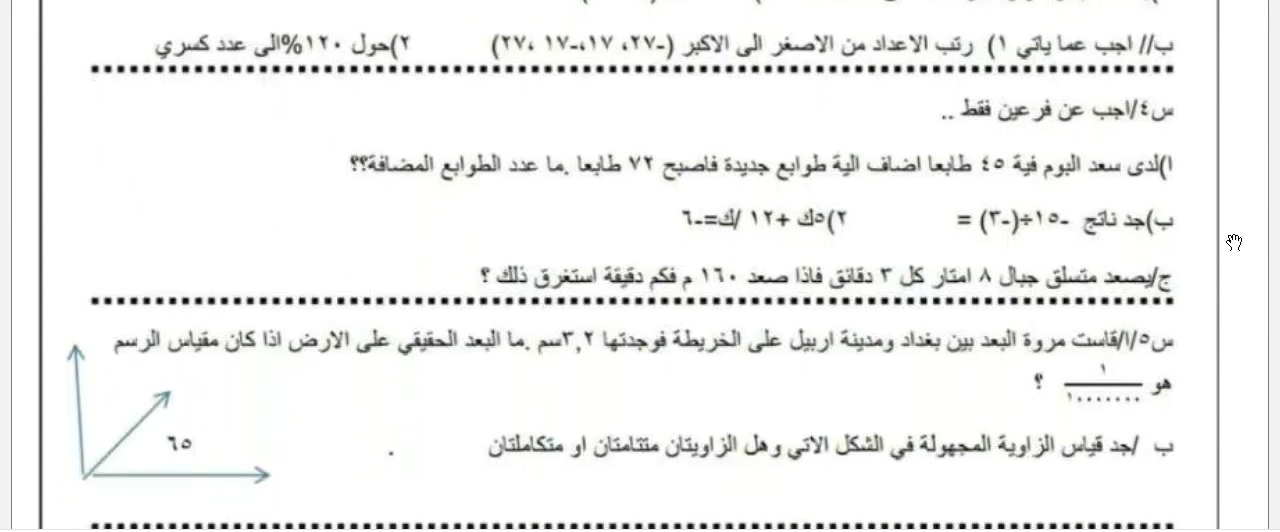 ب// اجب عما ياتي ١) رتب الاعداد من الاصغر الى الاكبر (-٢٧، ١٧،-١٧ ،٢٧) ٢)حول ١٢٠%الى عدد كسري
س٤/اجب عن فرعين فقط ..
ا)لدى سعد البوم فية ٤٥ طابعا اضاف الية طوابع جديدة فاصبح ٧٢ طابعا .ما عدد الطوابع المضافة؟؟
ب)جد ناتج -١٥÷(-٣) = ٢)٥ك +١٢ /ك=-٦
ج/يصعد متسلق جبال ٨ امتار كل ٣ دقائق فاذا صعد ١٦٠ م فكم دقيقة استغرق ذلك ؟
س٥/ا/قاست مروة البعد بين بغداد ومدينة اربيل على الخريطة فوجدتها ٣,٢سم .ما البعد الحقيقي على الارض اذا كان مقياس الرسم
هو ١/١٠٠٠٠٠٠٠ ؟
ب /جد قياس الزاوية المجهولة في الشكل الاتي وهل الزاويتان متتامتان او متكاملتان .
٦٥